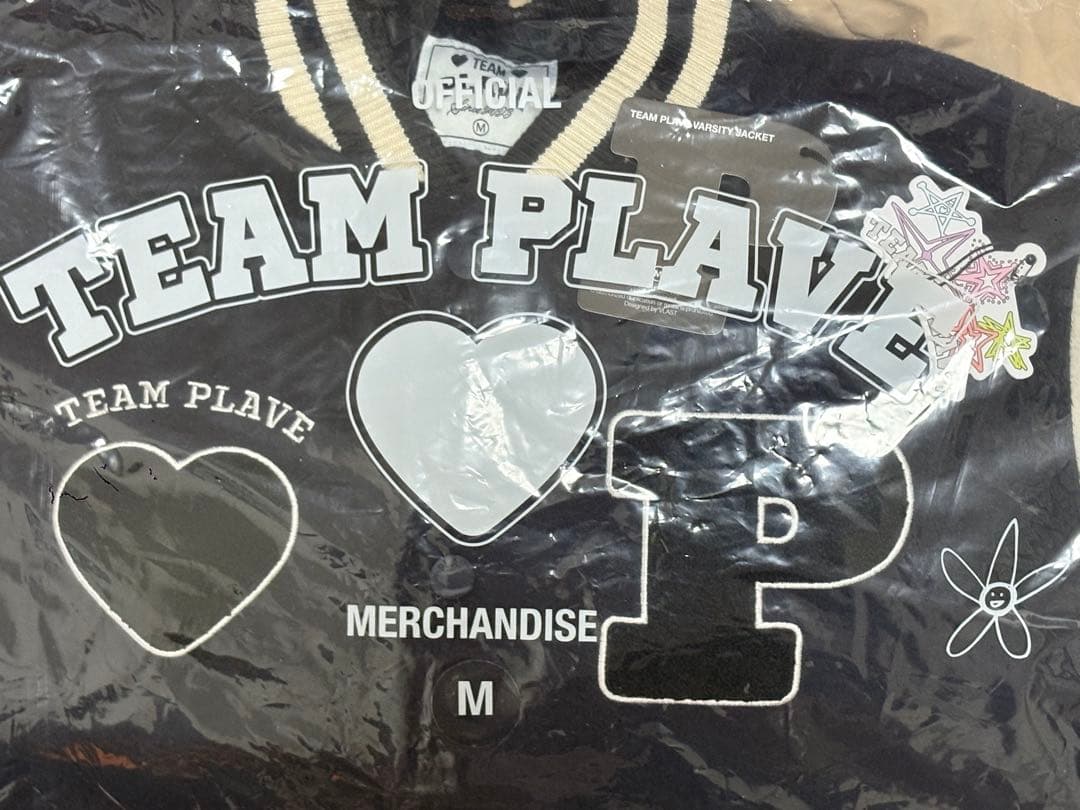 TEAM
OFFICIAL
M
TEAM PLAVE VARSITY JACKET
TEAM PLAVE
Designed by VLAST
TEAM PLAVE
P
MERCHANDISE
M